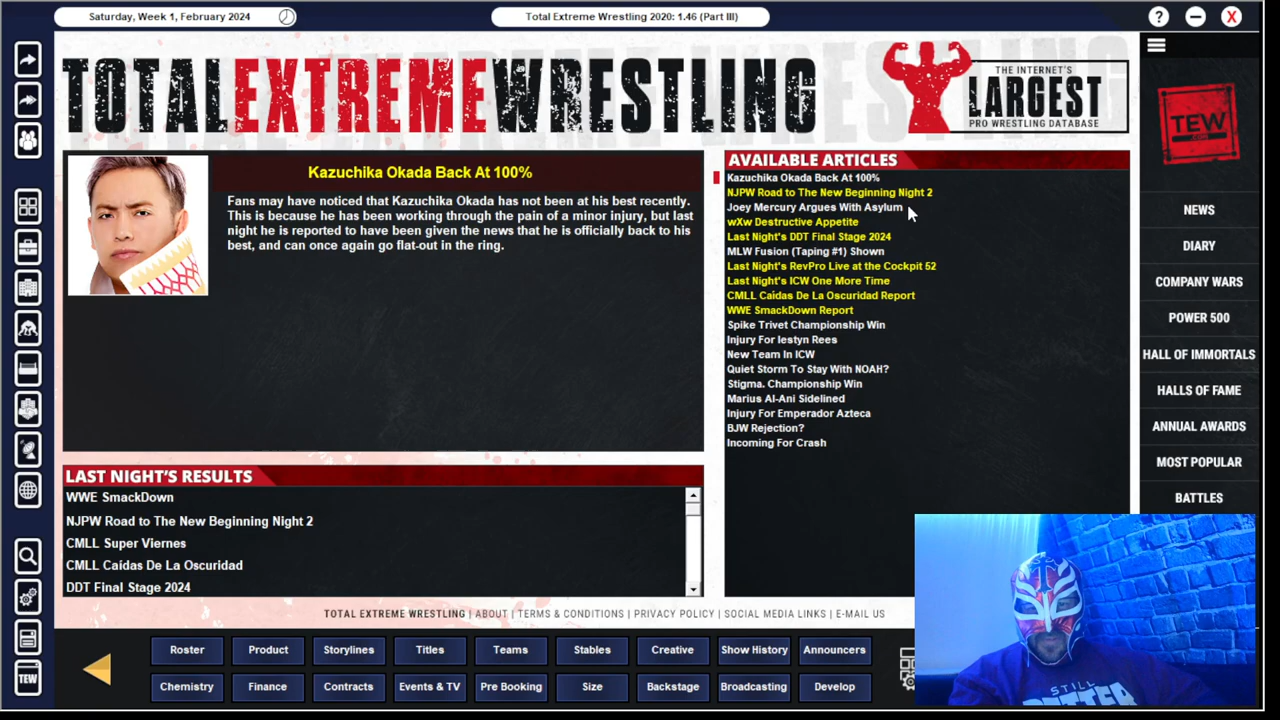 Saturday, Week 1, February 2024
Total Extreme Wrestling 2020: 1.46 (Part III)
?
X
TOTALEXTREMEWRESTLING
THE INTERNET'S
LARGEST
PRO WRESTLING DATABASE
TEW
.COM
Kazuchika Okada Back At 100%
Fans may have noticed that Kazuchika Okada has not been at his best recently.
This is because he has been working through the pain of a minor injury, but last
night he is reported to have been given the news that he is officially back to his
best, and can once again go flat-out in the ring.
AVAILABLE ARTICLES
Kazuchika Okada Back At 100%
NJPW Road to The New Beginning Night 2
Joey Mercury Argues With Asylum
wXw Destructive Appetite
Last Night's DDT Final Stage 2024
MLW Fusion (Taping #1) Shown
Last Night's RevPro Live at the Cockpit 52
Last Night's ICW One More Time
CMLL Caídas De La Oscuridad Report
WWE SmackDown Report
Spike Trivet Championship Win
Injury For Iestyn Rees
New Team In ICW
Quiet Storm To Stay With NOAH?
Stigma. Championship Win
Marius Al-Ani Sidelined
Injury For Emperador Azteca
BJW Rejection?
Incoming For Crash
NEWS
DIARY
COMPANY WARS
POWER 500
HALL OF IMMORTALS
HALLS OF FAME
ANNUAL AWARDS
MOST POPULAR
BATTLES
LAST NIGHT'S RESULTS
WWE SmackDown
NJPW Road to The New Beginning Night 2
CMLL Super Viernes
CMLL Caídas De La Oscuridad
DDT Final Stage 2024
TOTAL EXTREME WRESTLING | ABOUT | TERMS & CONDITIONS | PRIVACY POLICY | SOCIAL MEDIA LINKS | E-MAIL US
TEW
Roster
Product
Storylines
Titles
Teams
Stables
Creative
Show History
Announcers
Chemistry
Finance
Contracts
Events & TV
Pre Booking
Size
Backstage
Broadcasting
Develop
STILL